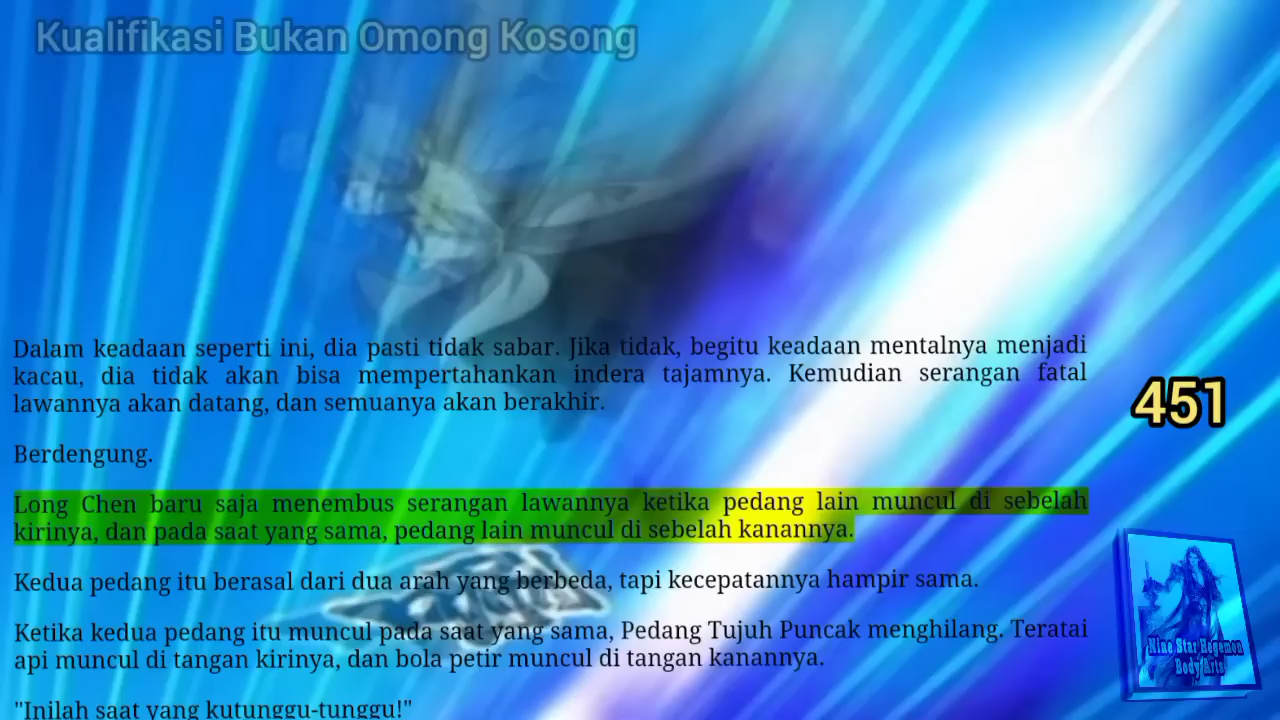 Kualifikasi Bukan Omong Kosong
Dalam keadaan seperti ini, dia pasti tidak sabar. Jika tidak, begitu keadaan mentalnya menjadi
kacau, dia tidak akan bisa mempertahankan indera tajamnya. Kemudian serangan fatal
lawannya akan datang, dan semuanya akan berakhir.
Berdengung.
Long Chen baru saja menembus serangan lawannya ketika pedang lain muncul di sebelah
kirinya, dan pada saat yang sama, pedang lain muncul di sebelah kanannya.
Kedua pedang itu berasal dari dua arah yang berbeda, tapi kecepatannya hampir sama.
Ketika kedua pedang itu muncul pada saat yang sama, Pedang Tujuh Puncak menghilang. Teratai
api muncul di tangan kirinya, dan bola petir muncul di tangan kanannya.
"Inilah saat yang kutunggu-tunggu!"
451
Nine Star Hegemon
Body Arts